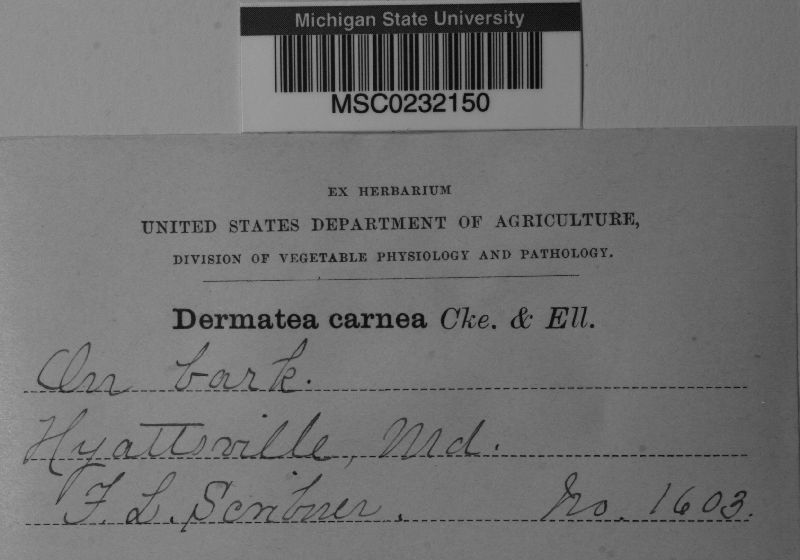 Michigan State University
MSC0232150
EX HERBARIUM
UNITED STATES DEPARTMENT OF AGRICULTURE,
DIVISION OF VEGETABLE PHYSIOLOGY AND PATHOLOGY.
Dermatea carnea Cke. & Ell.
On bark.
Hyattsville, Md.
F. L. Scribner. No. 1603.